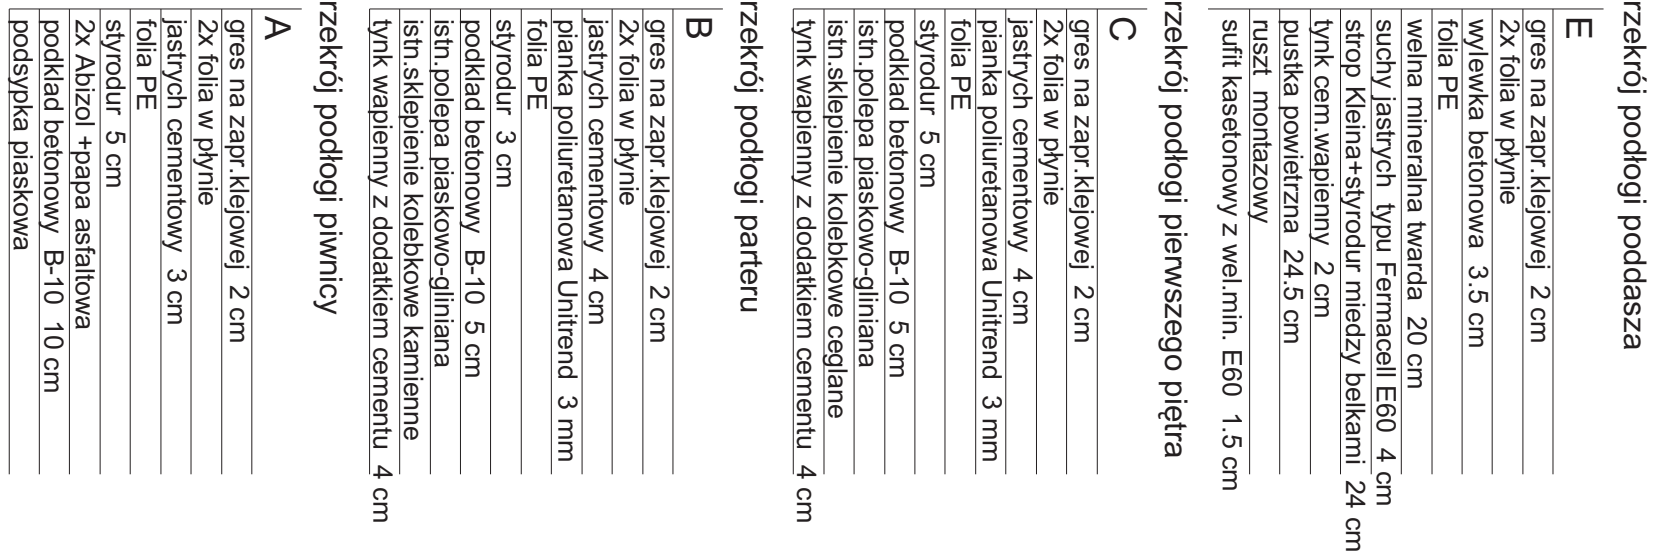 rzekrój podłogi poddasza
E
gres na zapr.klejowej 2 cm
2x folia w płynie
wylewka betonowa 3.5 cm
folia PE
welna mineralna twarda 20 cm
suchy jastrych typu Fermacell E60 4 cm
strop Kleina+styrodur miedzy belkami 24 cm
tynk cem.wapienny 2 cm
pustka powietrzna 24.5 cm
ruszt montazowy
sufit kasetonowy z wel.min. E60 1.5 cm
rzekrój podłogi pierwszego piętra
C
gres na zapr.klejowej 2 cm
2x folia w płynie
jastrych cementowy 4 cm
pianka poliuretanowa Unitrend 3 mm
folia PE
styrodur 5 cm
podklad betonowy B-10 5 cm
istn.polepa piaskowo-gliniana
istn.sklepienie kolebkowe ceglane
tynk wapienny z dodatkiem cementu 4 cm
rzekrój podłogi parteru
B
gres na zapr.klejowej 2 cm
2x folia w płynie
jastrych cementowy 4 cm
pianka poliuretanowa Unitrend 3 mm
folia PE
styrodur 3 cm
podklad betonowy B-10 5 cm
istn.polepa piaskowo-gliniana
istn.sklepienie kolebkowe kamienne
tynk wapienny z dodatkiem cementu 4 cm
rzekrój podłogi piwnicy
A
gres na zapr.klejowej 2 cm
2x folia w płynie
jastrych cementowy 3 cm
folia PE
styrodur 5 cm
2x Abizol +papa asfaltowa
podklad betonowy B-10 10 cm
podsypka piaskowa